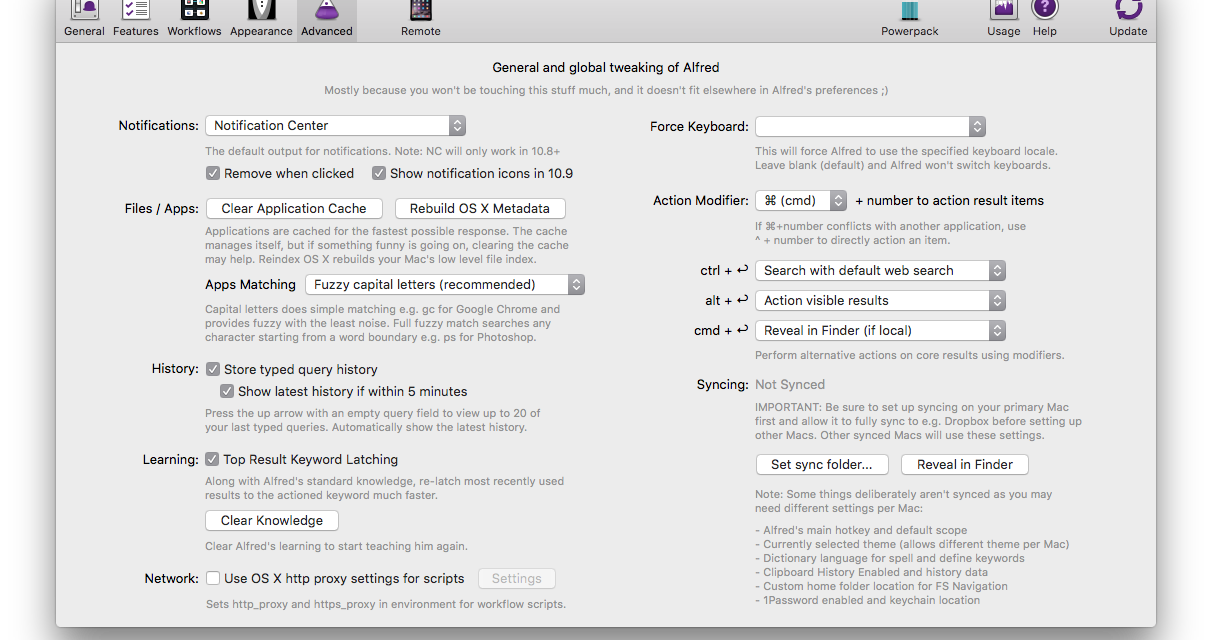 General Features Workflows Appearance Advanced Remote Powerpack Usage Help Update
General and global tweaking of Alfred
Mostly because you won't be touching this stuff much, and it doesn't fit elsewhere in Alfred's preferences ;)
Notifications: Notification Center
The default output for notifications. Note: NC will only work in 10.8+
Remove when clicked Show notification icons in 10.9
Files / Apps: Clear Application Cache Rebuild OS X Metadata
Applications are cached for the fastest possible response. The cache
manages itself, but if something funny is going on, clearing the cache
may help. Reindex OS X rebuilds your Mac's low level file index.
Apps Matching Fuzzy capital letters (recommended)
Capital letters does simple matching e.g. gc for Google Chrome and
provides fuzzy with the least noise. Full fuzzy match searches any
character starting from a word boundary e.g. ps for Photoshop.
History: Store typed query history
Show latest history if within 5 minutes
Press the up arrow with an empty query field to view up to 20 of
your last typed queries. Automatically show the latest history.
Learning: Top Result Keyword Latching
Along with Alfred's standard knowledge, re-latch most recently used
results to the actioned keyword much faster.
Clear Knowledge
Clear Alfred's learning to start teaching him again.
Network: Use OS X http proxy settings for scripts Settings
Sets http_proxy and https_proxy in environment for workflow scripts.
Force Keyboard:
This will force Alfred to use the specified keyboard locale.
Leave blank (default) and Alfred won't switch keyboards.
Action Modifier: ⌘ (cmd) + number to action result items
If ⌘+number conflicts with another application, use
^ + number to directly action an item.
ctrl + ↩ Search with default web search
alt + ↩ Action visible results
cmd + ↩ Reveal in Finder (if local)
Perform alternative actions on core results using modifiers.
Syncing: Not Synced
IMPORTANT: Be sure to set up syncing on your primary Mac
first and allow it to fully sync to e.g. Dropbox before setting up
other Macs. Other synced Macs will use these settings.
Set sync folder... Reveal in Finder
Note: Some things deliberately aren't synced as you may
need different settings per Mac:
- Alfred's main hotkey and default scope
- Currently selected theme (allows different theme per Mac)
- Dictionary language for spell and define keywords
- Clipboard History Enabled and history data
- Custom home folder location for FS Navigation
- 1Password enabled and keychain location